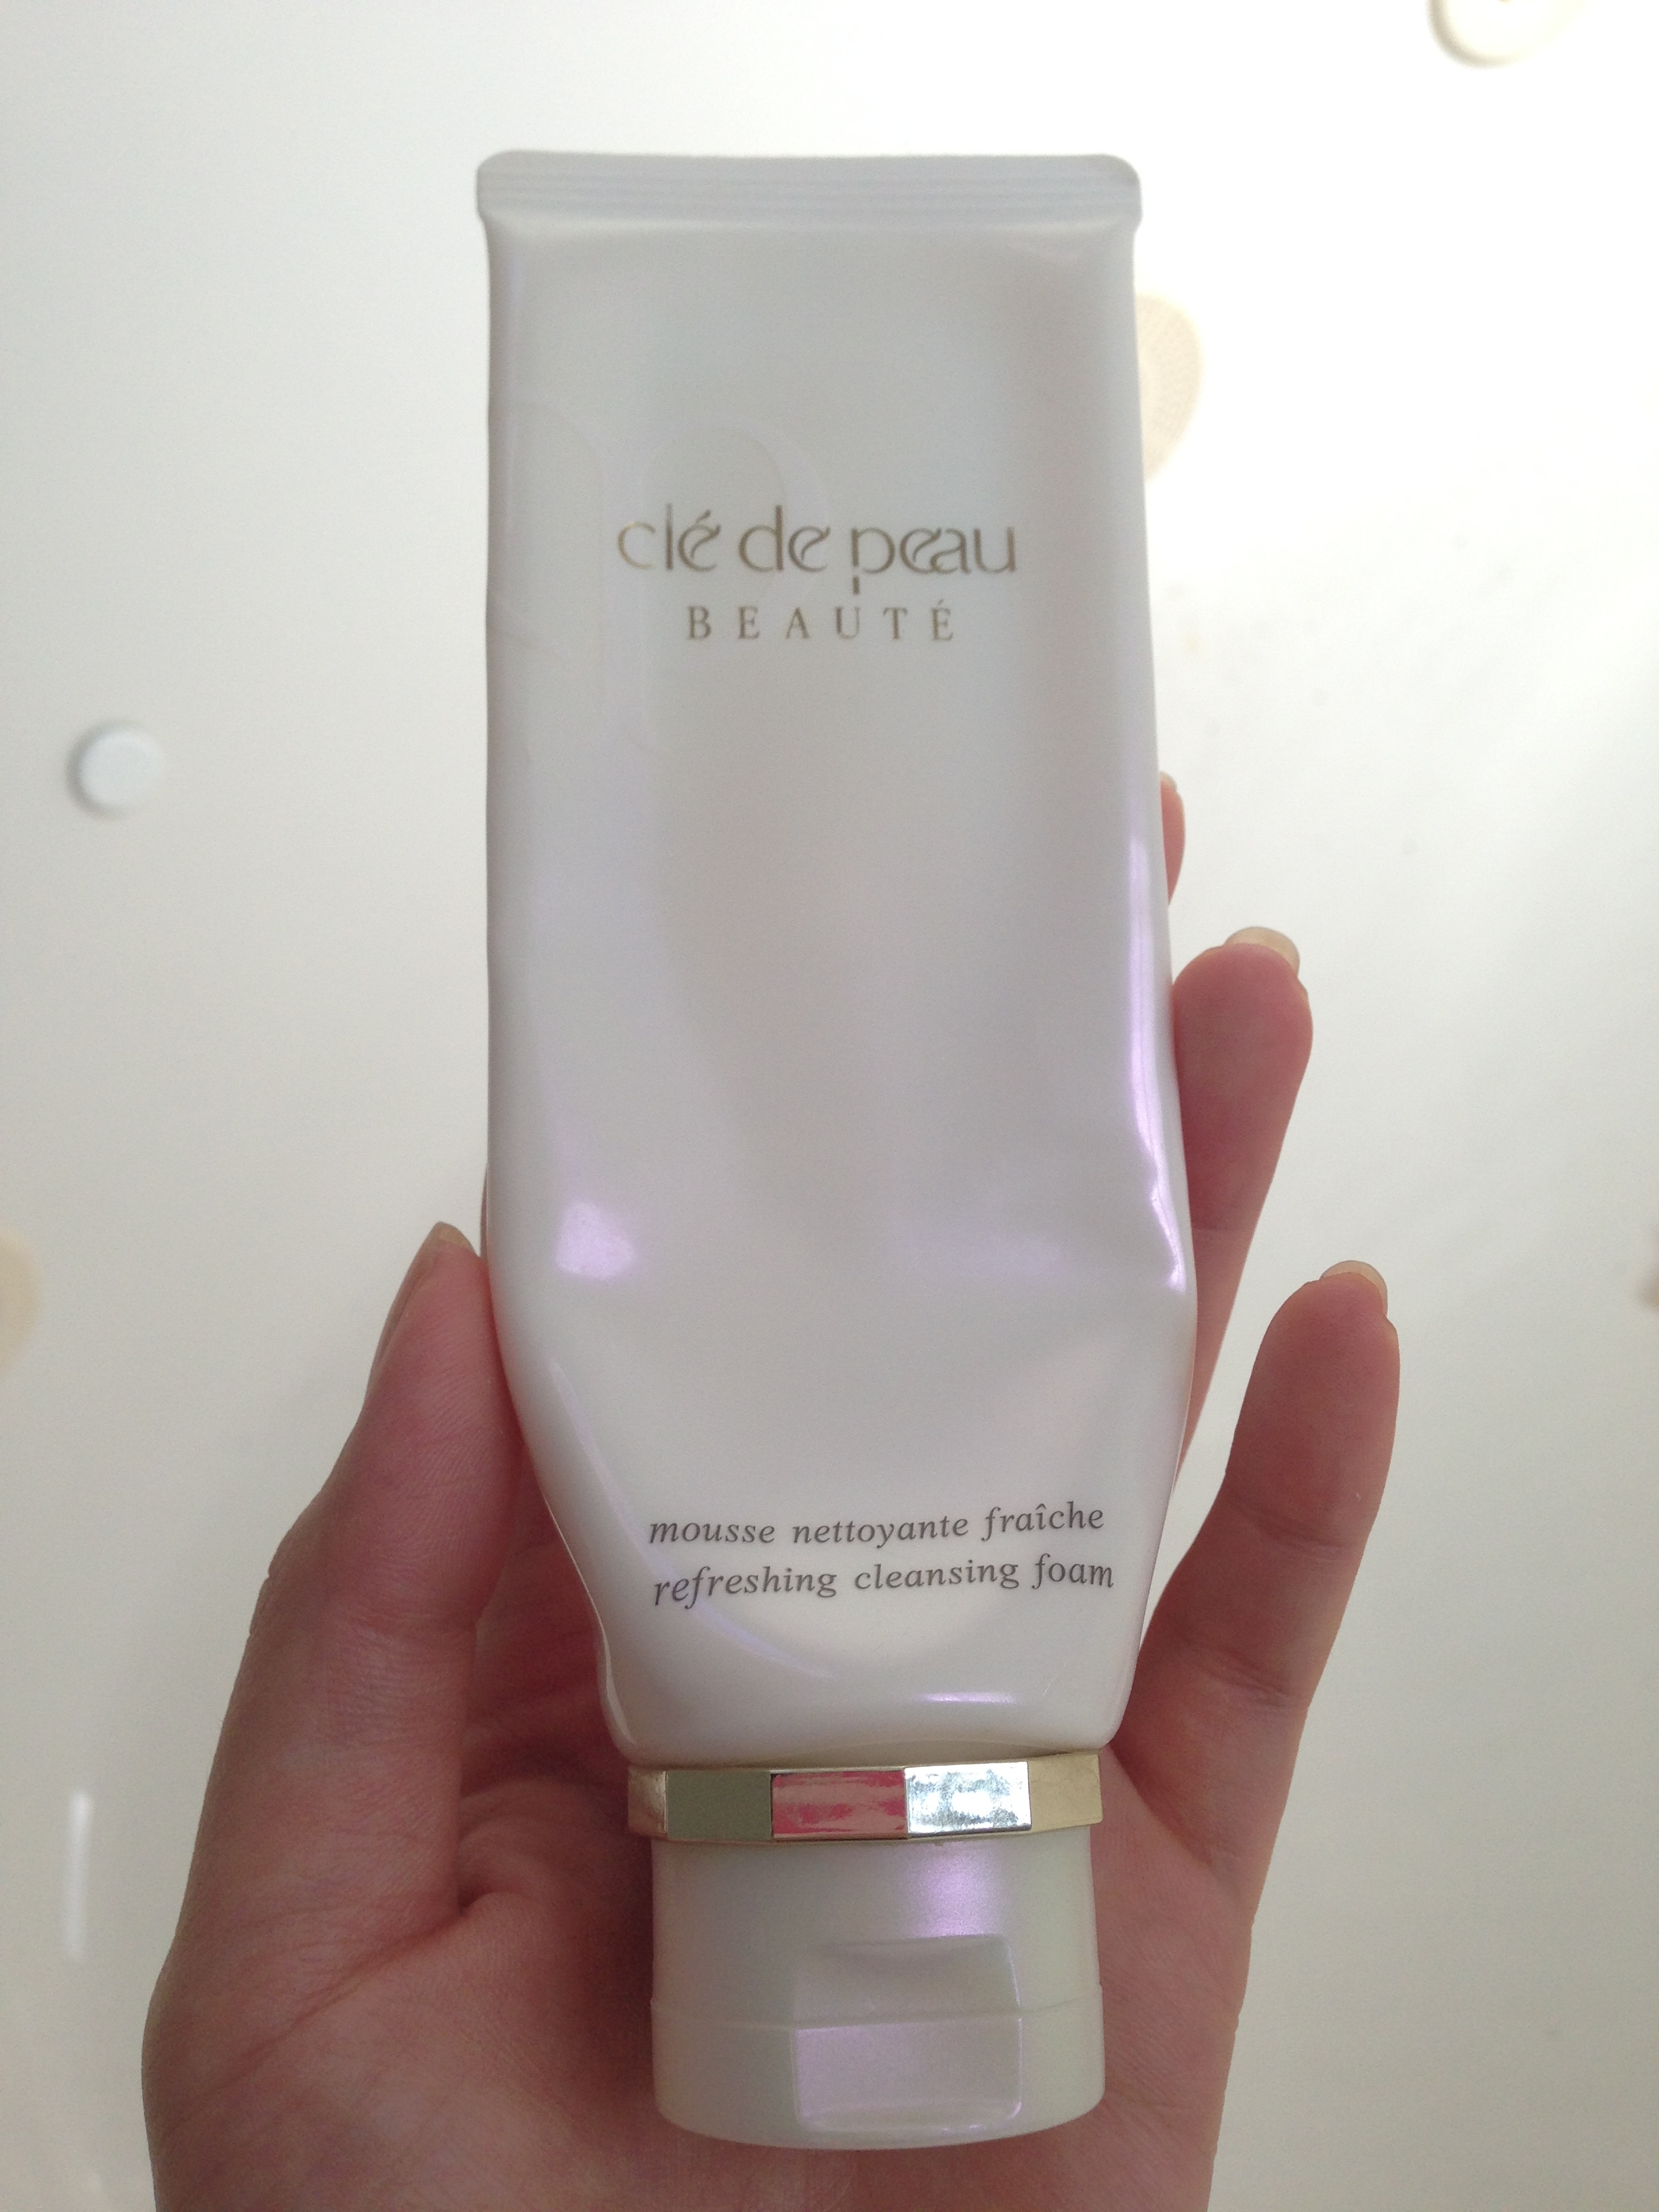 clé de peau
BEAUTÉ
mousse nettoyante fraîche
refreshing cleansing foam